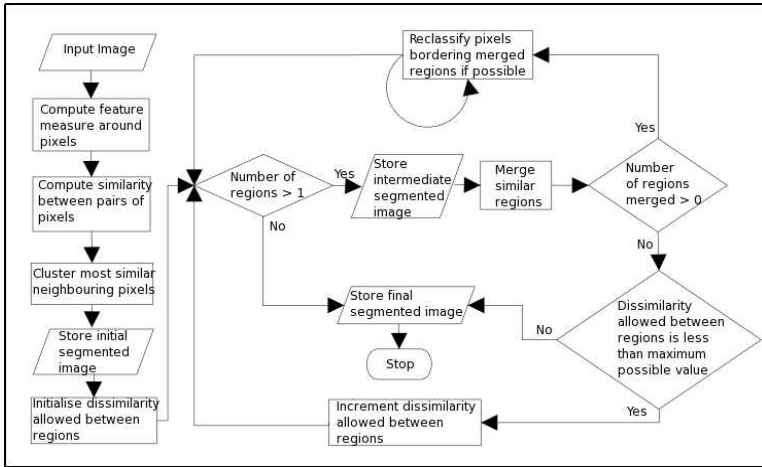 Input Image
Compute feature
measure around
pixels
Compute similarity
between pairs of
pixels
Cluster most similar
neighbouring pixels
Store initial
segmented
image
Initialise dissimilarity
allowed between
regions
Number of
regions > 1
Yes
No
Store
intermediate
segmented
image
Merge
similar
regions
Number
of regions
merged > 0
Yes
No
Reclassify pixels
bordering merged
regions if possible
Dissimilarity
allowed between
regions is less
than maximum
possible value
No
Yes
Store final
segmented image
Stop
Increment dissimilarity
allowed between
regions